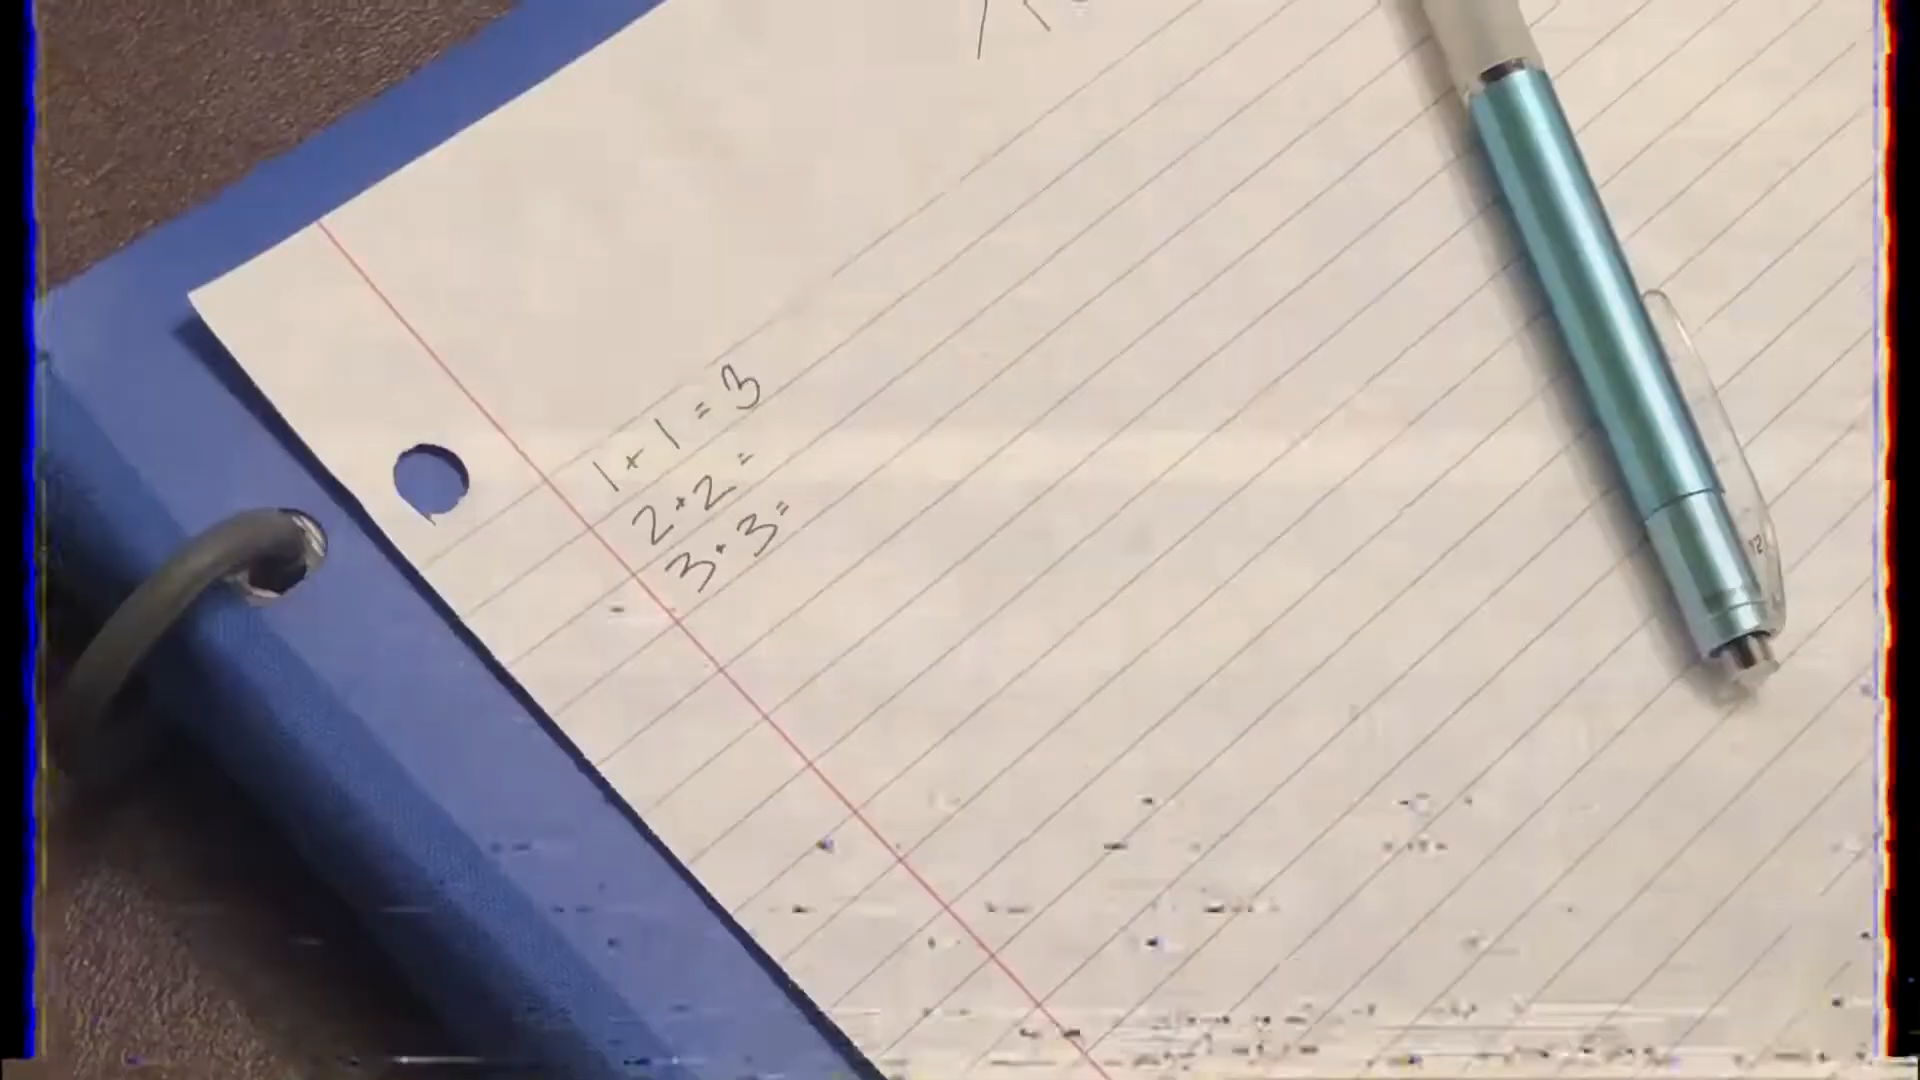 1 + 1 = 3
2 + 2 =
3 + 3 =